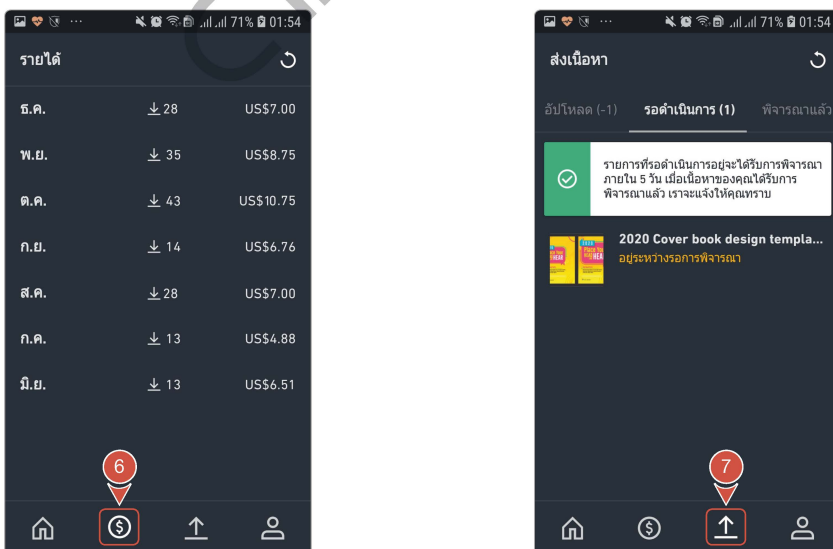 71% 01:54
รายได้
ธ.ค. 28 US$7.00
พ.ย. 35 US$8.75
ต.ค. 43 US$10.75
ก.ย. 14 US$6.76
ส.ค. 28 US$7.00
ก.ค. 13 US$4.88
มิ.ย. 13 US$6.51
6
71% 01:54
ส่งเนื้อหา
อัปโหลด (-1) รอดำเนินการ (1) พิจารณาแล้ว
รายการที่รอดำเนินการอยู่จะได้รับการพิจารณา
ภายใน 5 วัน เมื่อเนื้อหาของคุณได้รับการ
พิจารณาแล้ว เราจะแจ้งให้คุณทราบ
2020 Cover book design templa...
อยู่ระหว่างรอการพิจารณา
7